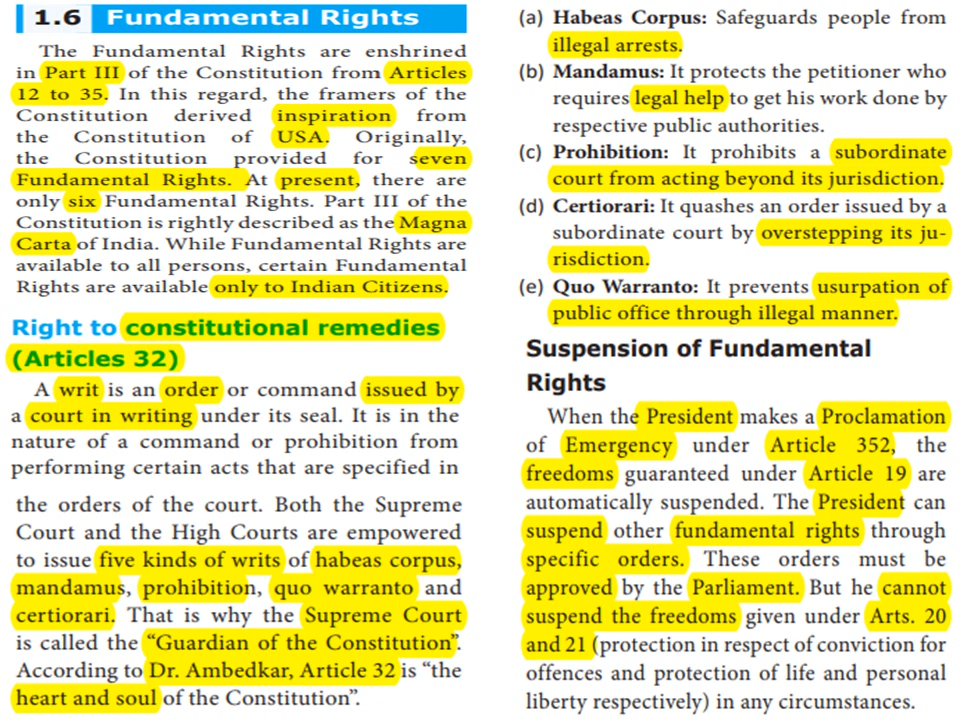 1.6 Fundamental Rights
The Fundamental Rights are enshrined
in Part III of the Constitution from Articles
12 to 35. In this regard, the framers of the
Constitution derived inspiration from
the Constitution of USA. Originally,
the Constitution provided for seven
Fundamental Rights. At present, there are
only six Fundamental Rights. Part III of the
Constitution is rightly described as the Magna
Carta of India. While Fundamental Rights are
available to all persons, certain Fundamental
Rights are available only to Indian Citizens.
Right to constitutional remedies
(Articles 32)
A writ is an order or command issued by
a court in writing under its seal. It is in the
nature of a command or prohibition from
performing certain acts that are specified in
the orders of the court. Both the Supreme
Court and the High Courts are empowered
to issue five kinds of writs of habeas corpus,
mandamus, prohibition, quo warranto and
certiorari. That is why the Supreme Court
is called the “Guardian of the Constitution”.
According to Dr. Ambedkar, Article 32 is “the
heart and soul of the Constitution”.
(a) Habeas Corpus: Safeguards people from
illegal arrests.
(b) Mandamus: It protects the petitioner who
requires legal help to get his work done by
respective public authorities.
(c) Prohibition: It prohibits a subordinate
court from acting beyond its jurisdiction.
(d) Certiorari: It quashes an order issued by a
subordinate court by overstepping its ju-
risdiction.
(e) Quo Warranto: It prevents usurpation of
public office through illegal manner.
Suspension of Fundamental
Rights
When the President makes a Proclamation
of Emergency under Article 352, the
freedoms guaranteed under Article 19 are
automatically suspended. The President can
suspend other fundamental rights through
specific orders. These orders must be
approved by the Parliament. But he cannot
suspend the freedoms given under Arts. 20
and 21 (protection in respect of conviction for
offences and protection of life and personal
liberty respectively) in any circumstances.